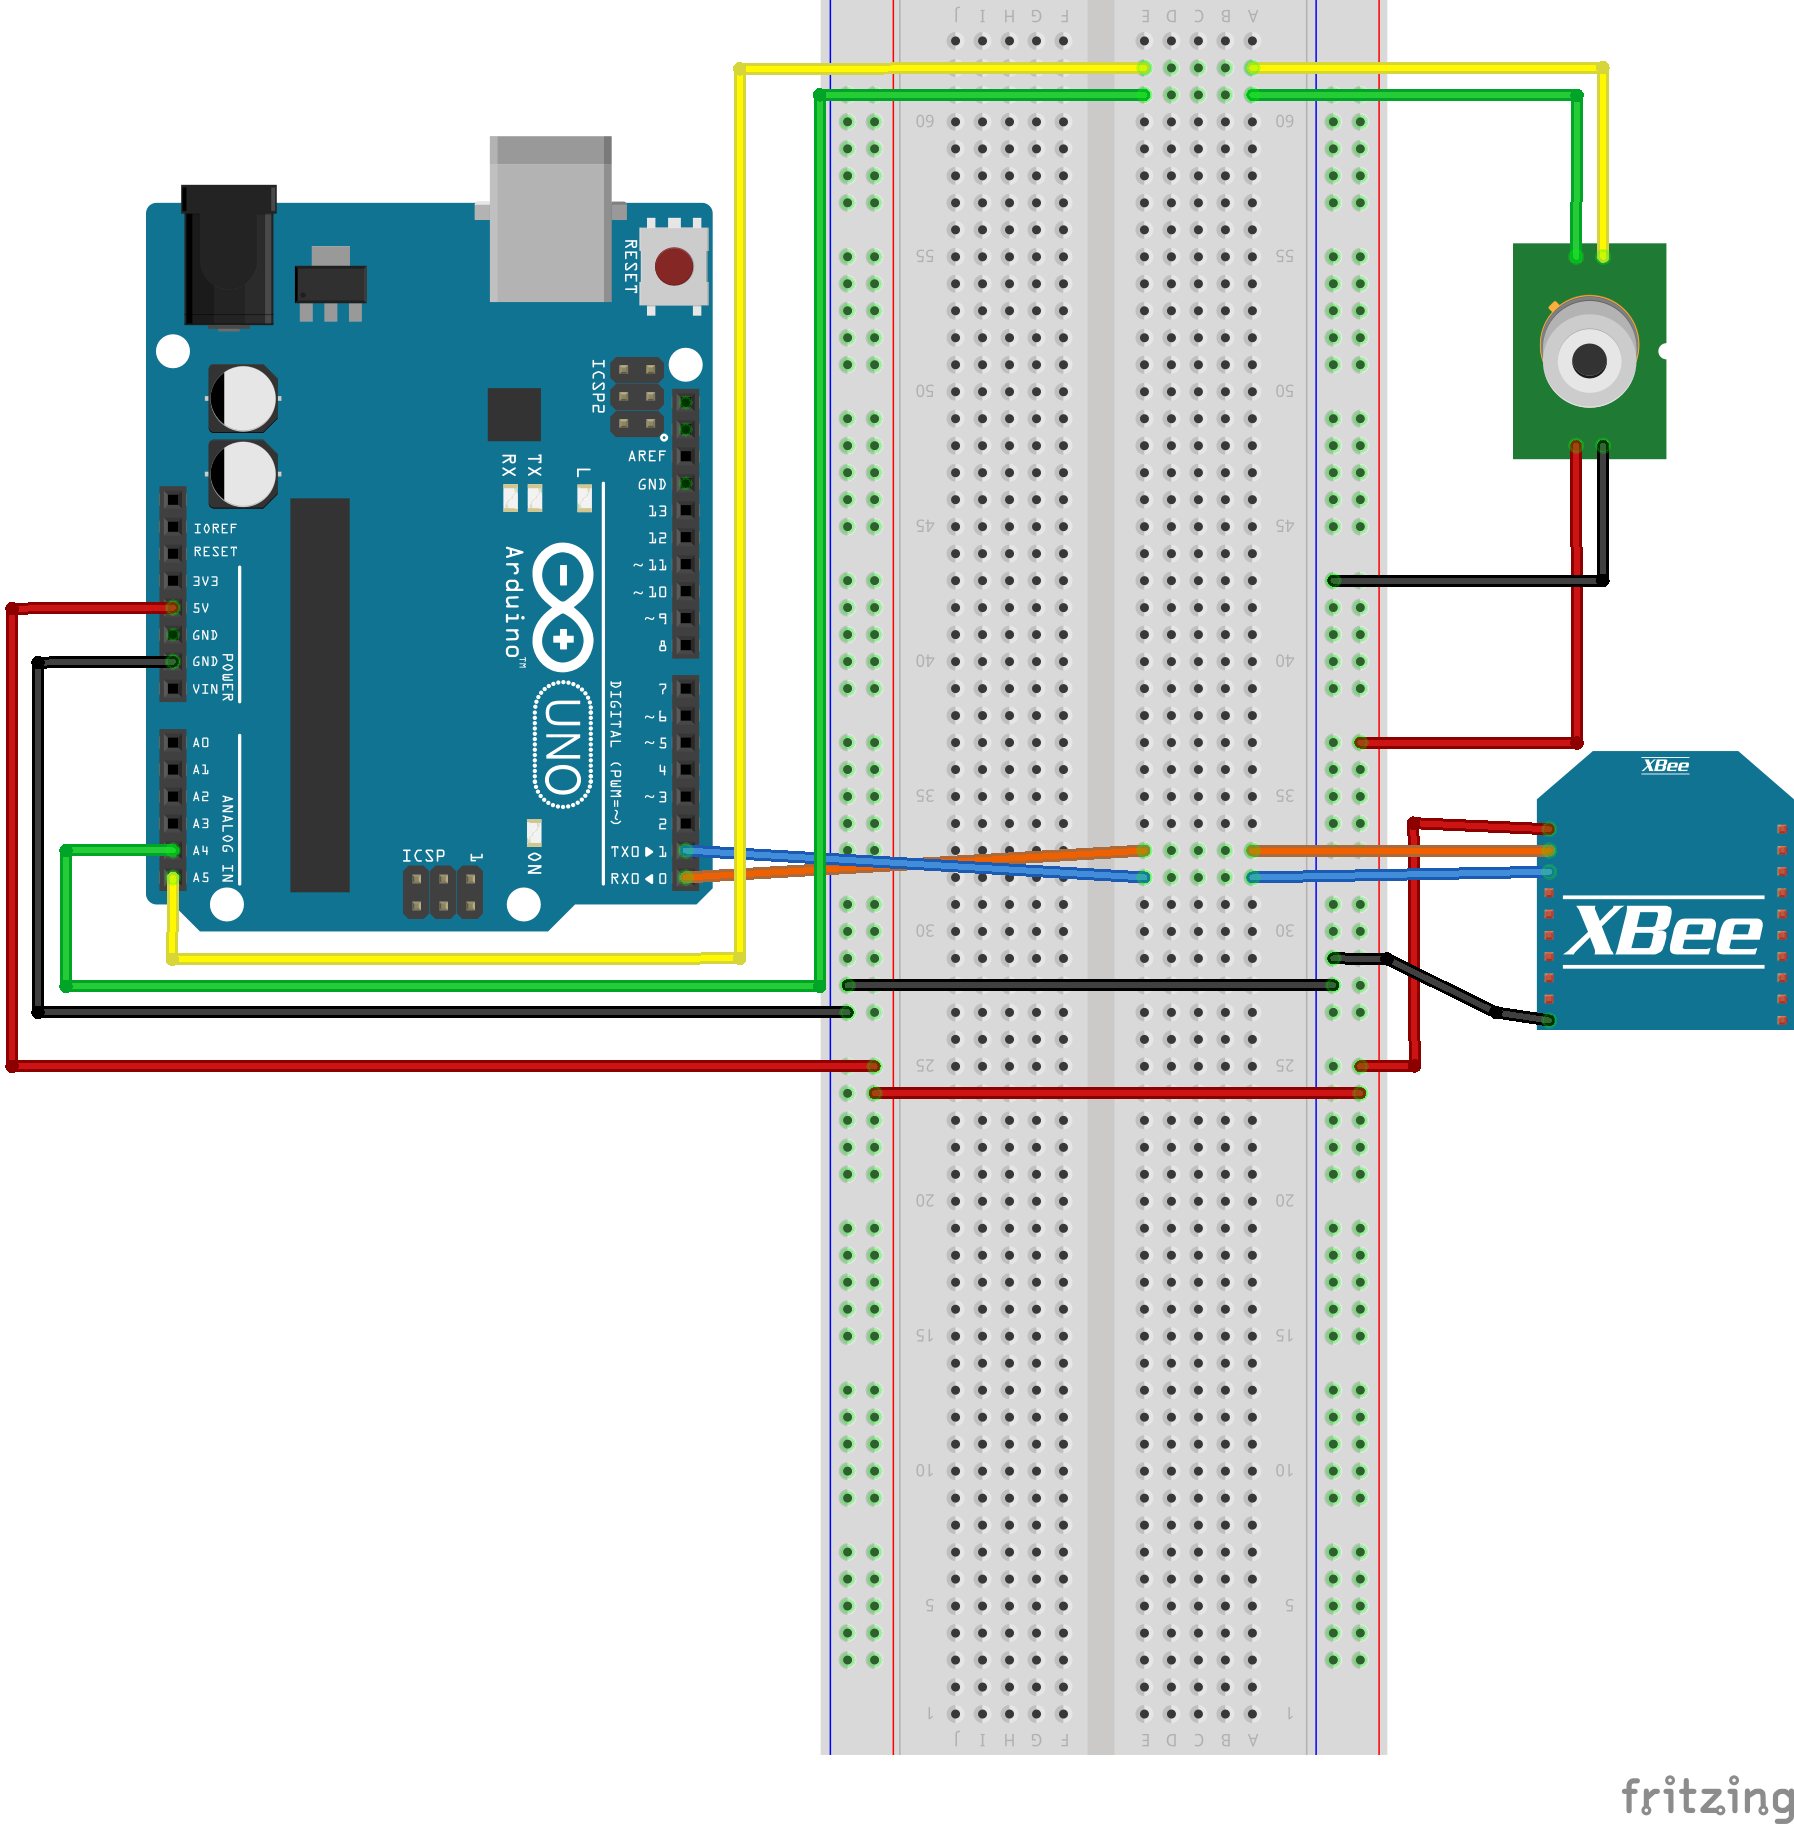 J I H G F E D C B A
60 60
55 55
50 50
45 45
40 40
35 35
30 30
25 25
20 20
15 15
10 10
5 5
1 1
J I H G F E D C B A
RESET
ICSP2
AREF
GND
13
12
~11
~10
~9
8
7
~6
~5
4
~3
2
TX0▶1
RX0◀0
RX
TX
L
Arduino™
UNO
DIGITAL (PWM=~)
IOREF
RESET
3V3
5V
GND
GND
VIN
POWER
A0
A1
A2
A3
A4
A5
ANALOG IN
ICSP
1
ON
XBee
XBee
fritzing